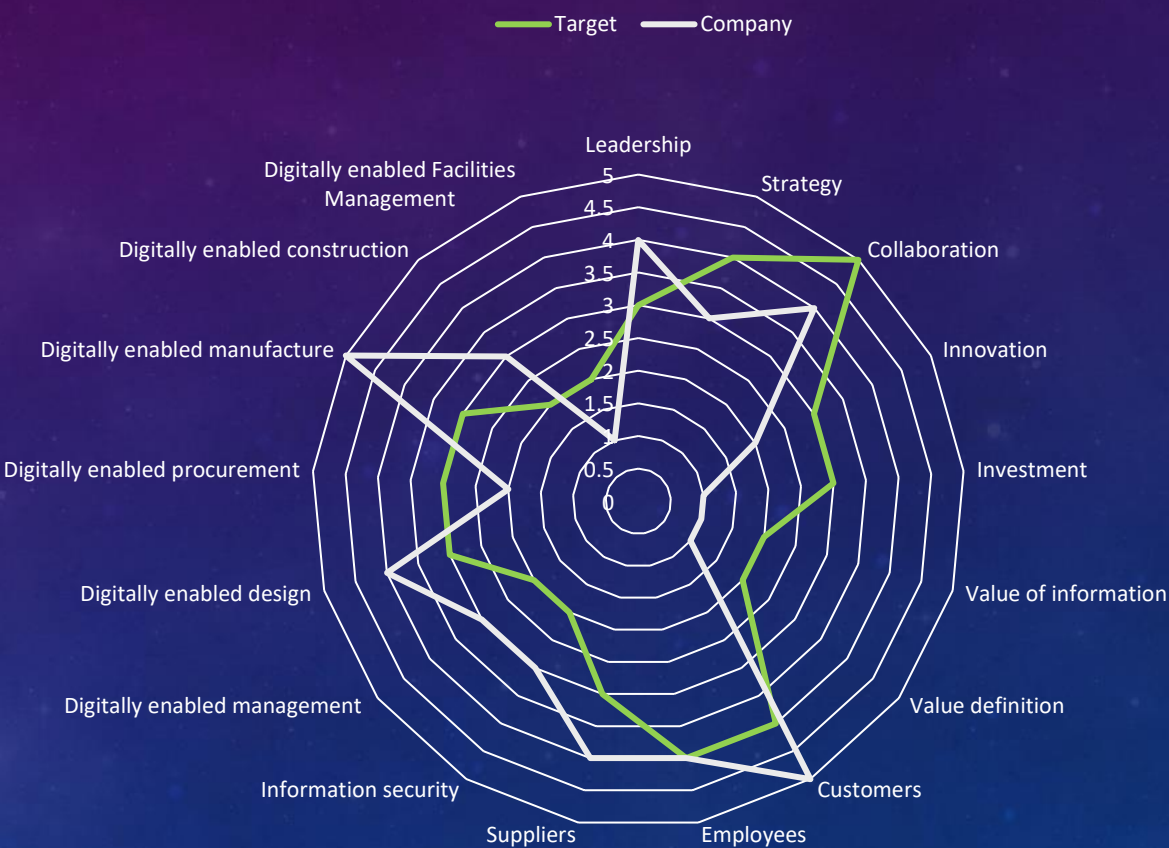 Target
Company
Leadership
Strategy
Collaboration
Innovation
Investment
Value of information
Value definition
Customers
Employees
Suppliers
Information security
Digitally enabled management
Digitally enabled design
Digitally enabled procurement
Digitally enabled manufacture
Digitally enabled construction
Digitally enabled Facilities
Management
5
4.5
4
3.5
3
2.5
2
1.5
1
0.5
0